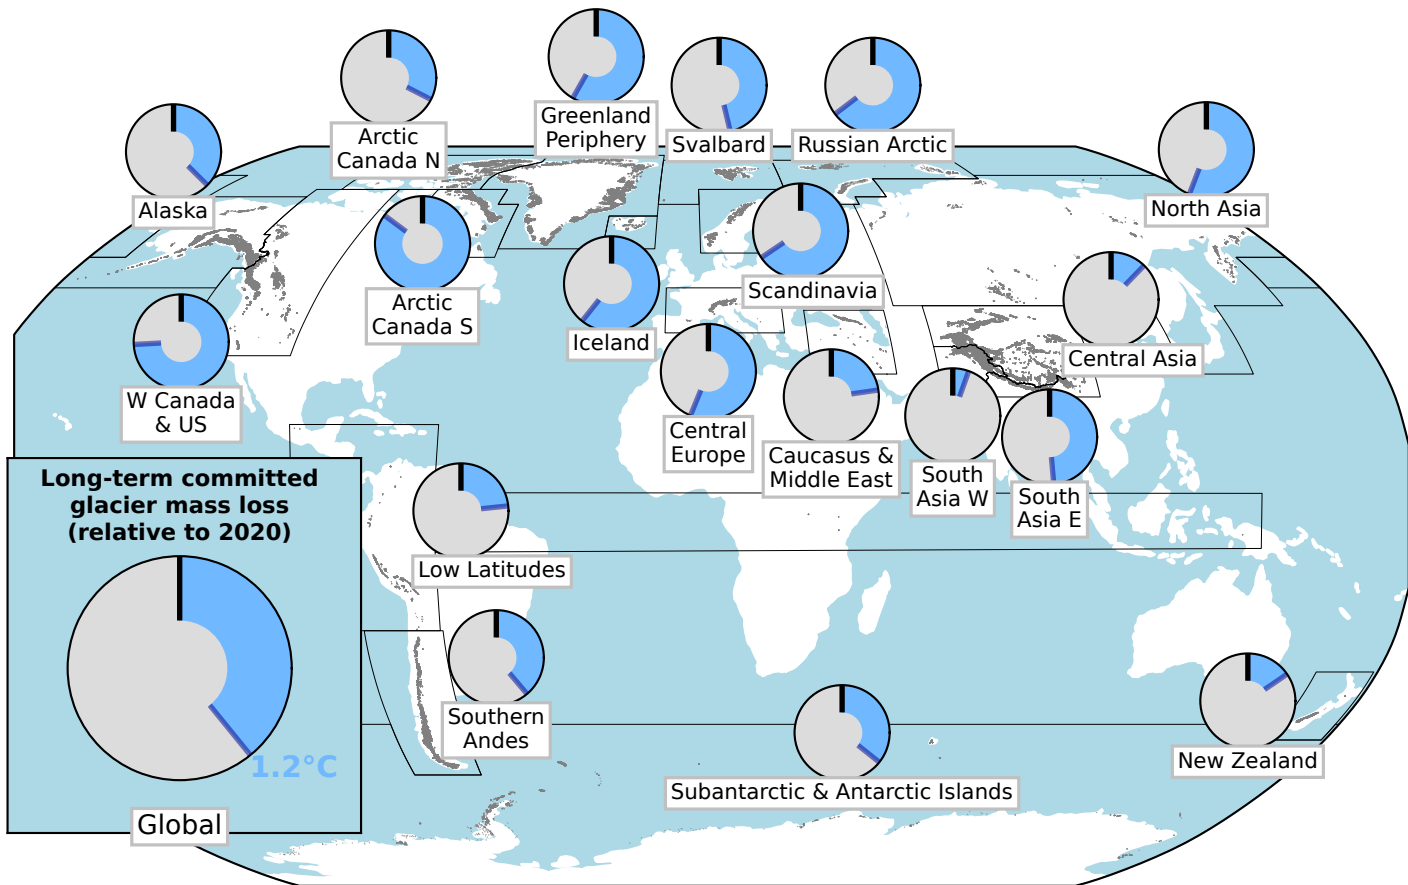 Greenland
Periphery
Arctic
Canada N
Svalbard
Russian Arctic
Alaska
North Asia
Arctic
Canada S
Scandinavia
Iceland
Central Asia
W Canada
& US
Central
Europe
Caucasus &
Middle East
South
Asia W
South
Asia E
Long-term committed
glacier mass loss
(relative to 2020)
1.2°C
Global
Low Latitudes
Southern
Andes
New Zealand
Subantarctic & Antarctic Islands